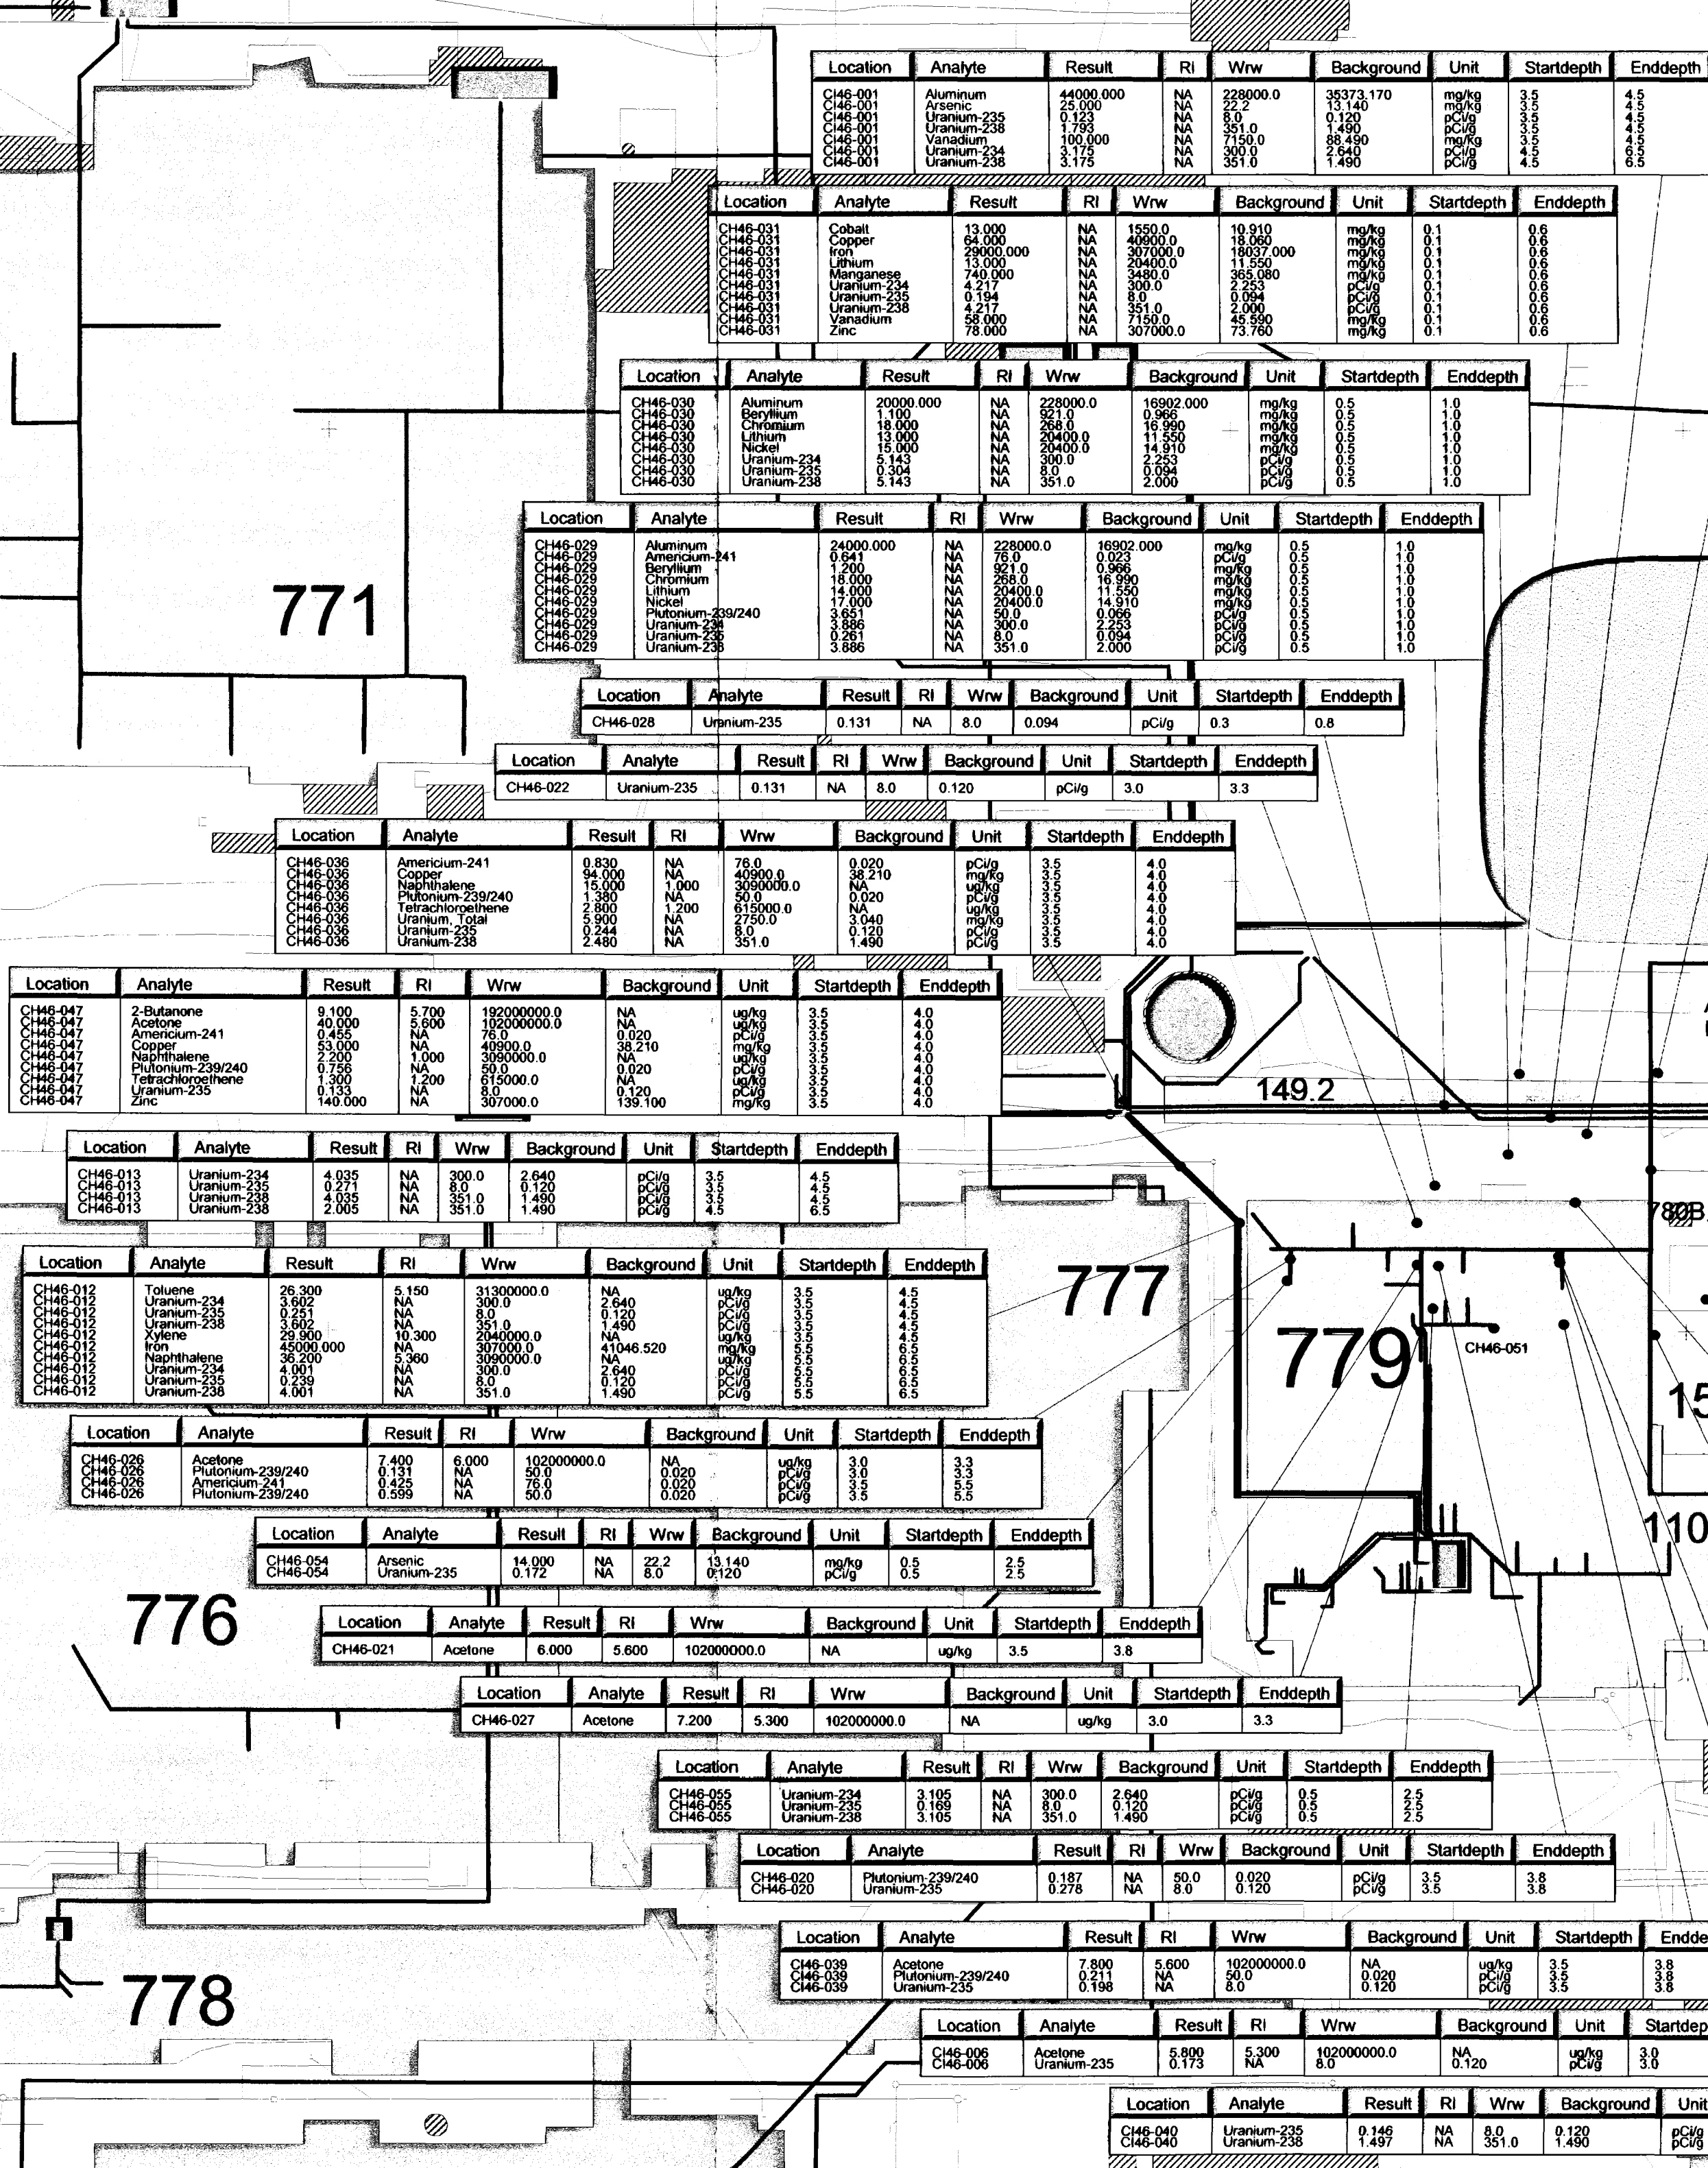 Location Analyte Result Rl Wrw Background Unit Startdepth Enddepth
CI46-001 Aluminum 44000.000 NA 228000.0 35373.170 mg/kg 3.5 4.5
CI46-001 Arsenic 25.000 NA 22.2 13.140 mg/kg 3.5 4.5
CI46-001 Uranium-235 0.123 NA 8.0 0.120 pCi/g 3.5 4.5
CI46-001 Uranium-238 1.793 NA 351.0 1.490 pCi/g 3.5 4.5
CI46-001 Vanadium 100.000 NA 7150.0 88.490 mg/kg 3.5 4.5
CI46-001 Uranium-234 3.175 NA 300.0 2.640 pCi/g 4.5 6.5
CI46-001 Uranium-238 3.175 NA 351.0 1.490 pCi/g 4.5 6.5
Location Analyte Result Rl Wrw Background Unit Startdepth Enddepth
CH46-031 Cobalt 13.000 NA 1550.0 10.910 mg/kg 0.1 0.6
CH46-031 Copper 64.000 NA 40900.0 18.060 mg/kg 0.1 0.6
CH46-031 Iron 29000.000 NA 307000.0 18037.000 mg/kg 0.1 0.6
CH46-031 Lithium 13.000 NA 20400.0 11.550 mg/kg 0.1 0.6
CH46-031 Manganese 740.000 NA 3480.0 365.080 mg/kg 0.1 0.6
CH46-031 Uranium-234 4.217 NA 300.0 2.253 pCi/g 0.1 0.6
CH46-031 Uranium-235 0.194 NA 8.0 0.094 pCi/g 0.1 0.6
CH46-031 Uranium-238 4.217 NA 351.0 2.000 pCi/g 0.1 0.6
CH46-031 Vanadium 58.000 NA 7150.0 45.590 mg/kg 0.1 0.6
CH46-031 Zinc 78.000 NA 307000.0 73.760 mg/kg 0.1 0.6
Location Analyte Result Rl Wrw Background Unit Startdepth Enddepth
CH46-030 Aluminum 20000.000 NA 228000.0 16902.000 mg/kg 0.5 1.0
CH46-030 Beryllium 1.100 NA 921.0 0.966 mg/kg 0.5 1.0
CH46-030 Chromium 18.000 NA 268.0 16.990 mg/kg 0.5 1.0
CH46-030 Lithium 13.000 NA 20400.0 11.550 mg/kg 0.5 1.0
CH46-030 Nickel 15.000 NA 20400.0 14.910 mg/kg 0.5 1.0
CH46-030 Uranium-234 5.143 NA 300.0 2.253 pCi/g 0.5 1.0
CH46-030 Uranium-235 0.304 NA 8.0 0.094 pCi/g 0.5 1.0
CH46-030 Uranium-238 5.143 NA 351.0 2.000 pCi/g 0.5 1.0
Location Analyte Result Rl Wrw Background Unit Startdepth Enddepth
CH46-029 Aluminum 24000.000 NA 228000.0 16902.000 mg/kg 0.5 1.0
CH46-029 Americium-241 0.641 NA 76.0 0.023 pCi/g 0.5 1.0
CH46-029 Beryllium 1.200 NA 921.0 0.966 mg/kg 0.5 1.0
CH46-029 Chromium 18.000 NA 268.0 16.990 mg/kg 0.5 1.0
CH46-029 Lithium 14.000 NA 20400.0 11.550 mg/kg 0.5 1.0
CH46-029 Nickel 17.000 NA 20400.0 14.910 mg/kg 0.5 1.0
CH46-029 Plutonium-239/240 3.651 NA 50.0 0.066 pCi/g 0.5 1.0
CH46-029 Uranium-234 3.886 NA 300.0 2.253 pCi/g 0.5 1.0
CH46-029 Uranium-235 0.261 NA 8.0 0.094 pCi/g 0.5 1.0
CH46-029 Uranium-238 3.886 NA 351.0 2.000 pCi/g 0.5 1.0
771
Location Analyte Result Rl Wrw Background Unit Startdepth Enddepth
CH46-028 Uranium-235 0.131 NA 8.0 0.094 pCi/g 0.3 0.8
Location Analyte Result Rl Wrw Background Unit Startdepth Enddepth
CH46-022 Uranium-235 0.131 NA 8.0 0.120 pCi/g 3.0 3.3
Location Analyte Result Rl Wrw Background Unit Startdepth Enddepth
CH46-036 Americium-241 0.830 NA 76.0 0.020 pCi/g 3.5 4.0
CH46-036 Copper 94.000 NA 40900.0 38.210 mg/kg 3.5 4.0
CH46-036 Naphthalene 15.000 1.000 3090000.0 NA ug/kg 3.5 4.0
CH46-036 Plutonium-239/240 1.380 NA 50.0 0.020 pCi/g 3.5 4.0
CH46-036 Tetrachloroethene 2.800 1.200 615000.0 NA ug/kg 3.5 4.0
CH46-036 Uranium, Total 5.900 NA 2750.0 3.040 mg/kg 3.5 4.0
CH46-036 Uranium-235 0.244 NA 8.0 0.120 pCi/g 3.5 4.0
CH46-036 Uranium-238 2.480 NA 351.0 1.490 pCi/g 3.5 4.0
Location Analyte Result Rl Wrw Background Unit Startdepth Enddepth
CH46-047 2-Butanone 9.100 5.700 192000000.0 NA ug/kg 3.5 4.0
CH46-047 Acetone 40.000 5.600 102000000.0 NA ug/kg 3.5 4.0
CH46-047 Americium-241 0.455 NA 76.0 0.020 pCi/g 3.5 4.0
CH46-047 Copper 53.000 NA 40900.0 38.210 mg/kg 3.5 4.0
CH46-047 Naphthalene 2.200 1.000 3090000.0 NA ug/kg 3.5 4.0
CH46-047 Plutonium-239/240 0.756 NA 50.0 0.020 pCi/g 3.5 4.0
CH46-047 Tetrachloroethene 1.300 1.200 615000.0 NA ug/kg 3.5 4.0
CH46-047 Uranium-235 0.133 NA 8.0 0.120 pCi/g 3.5 4.0
CH46-047 Zinc 140.000 NA 307000.0 139.100 mg/kg 3.5 4.0
149.2
Location Analyte Result Rl Wrw Background Unit Startdepth Enddepth
CH46-013 Uranium-234 4.035 NA 300.0 2.640 pCi/g 3.5 4.5
CH46-013 Uranium-235 0.271 NA 8.0 0.120 pCi/g 3.5 4.5
CH46-013 Uranium-238 4.035 NA 351.0 1.490 pCi/g 3.5 4.5
CH46-013 Uranium-238 2.005 NA 351.0 1.490 pCi/g 4.5 6.5
Location Analyte Result Rl Wrw Background Unit Startdepth Enddepth
CH46-012 Toluene 26.300 5.150 31300000.0 NA ug/kg 3.5 4.5
CH46-012 Uranium-234 3.602 NA 300.0 2.640 pCi/g 3.5 4.5
CH46-012 Uranium-235 0.251 NA 8.0 0.120 pCi/g 3.5 4.5
CH46-012 Uranium-238 3.602 NA 351.0 1.490 pCi/g 3.5 4.5
CH46-012 Xylene 29.900 10.300 2040000.0 NA ug/kg 3.5 4.5
CH46-012 Iron 45000.000 NA 307000.0 41046.520 mg/kg 5.5 6.5
CH46-012 Naphthalene 36.200 5.360 3090000.0 NA ug/kg 5.5 6.5
CH46-012 Uranium-234 4.001 NA 300.0 2.640 pCi/g 5.5 6.5
CH46-012 Uranium-235 0.239 NA 8.0 0.120 pCi/g 5.5 6.5
CH46-012 Uranium-238 4.001 NA 351.0 1.490 pCi/g 5.5 6.5
777
779
CH46-051
15
Location Analyte Result Rl Wrw Background Unit Startdepth Enddepth
CH46-026 Acetone 7.400 6.000 102000000.0 NA ug/kg 3.0 3.3
CH46-026 Plutonium-239/240 0.131 NA 50.0 0.020 pCi/g 3.0 3.3
CH46-026 Americium-241 0.425 NA 76.0 0.020 pCi/g 3.5 5.5
CH46-026 Plutonium-239/240 0.599 NA 50.0 0.020 pCi/g 3.5 5.5
110
Location Analyte Result Rl Wrw Background Unit Startdepth Enddepth
CH46-054 Arsenic 14.000 NA 22.2 13.140 mg/kg 0.5 2.5
CH46-054 Uranium-235 0.172 NA 8.0 0.120 pCi/g 0.5 2.5
776
Location Analyte Result Rl Wrw Background Unit Startdepth Enddepth
CH46-021 Acetone 6.000 5.600 102000000.0 NA ug/kg 3.5 3.8
Location Analyte Result Rl Wrw Background Unit Startdepth Enddepth
CH46-027 Acetone 7.200 5.300 102000000.0 NA ug/kg 3.0 3.3
Location Analyte Result Rl Wrw Background Unit Startdepth Enddepth
CH46-055 Uranium-234 3.105 NA 300.0 2.640 pCi/g 0.5 2.5
CH46-055 Uranium-235 0.169 NA 8.0 0.120 pCi/g 0.5 2.5
CH46-055 Uranium-238 3.105 NA 351.0 1.490 pCi/g 0.5 2.5
Location Analyte Result Rl Wrw Background Unit Startdepth Enddepth
CH46-020 Plutonium-239/240 0.187 NA 50.0 0.020 pCi/g 3.5 3.8
CH46-020 Uranium-235 0.278 NA 8.0 0.120 pCi/g 3.5 3.8
Location Analyte Result Rl Wrw Background Unit Startdepth Endde
CI46-039 Acetone 7.800 5.600 102000000.0 NA ug/kg 3.5 3.8
CI46-039 Plutonium-239/240 0.211 NA 50.0 0.020 pCi/g 3.5 3.8
CI46-039 Uranium-235 0.198 NA 8.0 0.120 pCi/g 3.5 3.8
778
Location Analyte Result Rl Wrw Background Unit Startdep
CI46-006 Acetone 5.800 5.300 102000000.0 NA ug/kg 3.0
CI46-006 Uranium-235 0.173 NA 8.0 0.120 pCi/g 3.0
Location Analyte Result Rl Wrw Background Unit
CI46-040 Uranium-235 0.146 NA 8.0 0.120 pCi/g
CI46-040 Uranium-238 1.497 NA 351.0 1.490 pCi/g